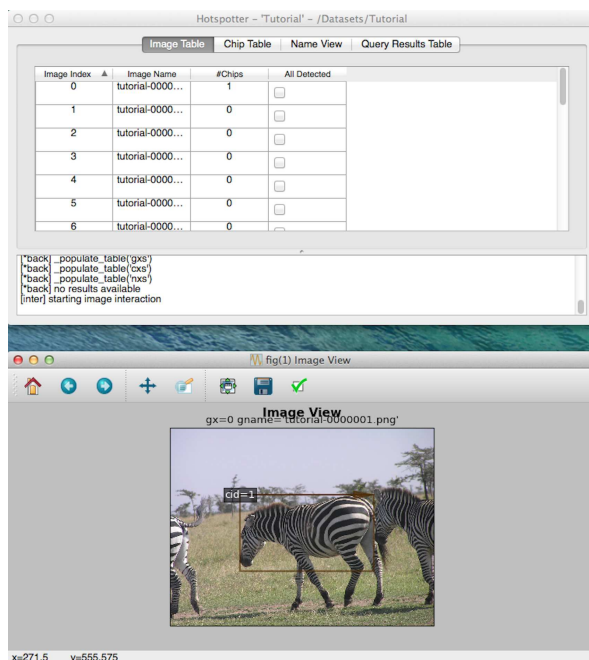 Hotspotter - 'Tutorial' - /Datasets/Tutorial
Image Table Chip Table Name View Query Results Table
Image Index Image Name #Chips All Detected
0 tutorial-0000... 1
1 tutorial-0000... 0
2 tutorial-0000... 0
3 tutorial-0000... 0
4 tutorial-0000... 0
5 tutorial-0000... 0
6 tutorial-0000... 0
[*back] _populate_table('gxs')
[*back] _populate_table('cxs')
[*back] _populate_table('nxs')
[*back] no results available
[inter] starting image interaction
fig(1) Image View
Image View
gx=0 gname='tutorial-0000001.png'
cid=1
x=271.5 y=555.575